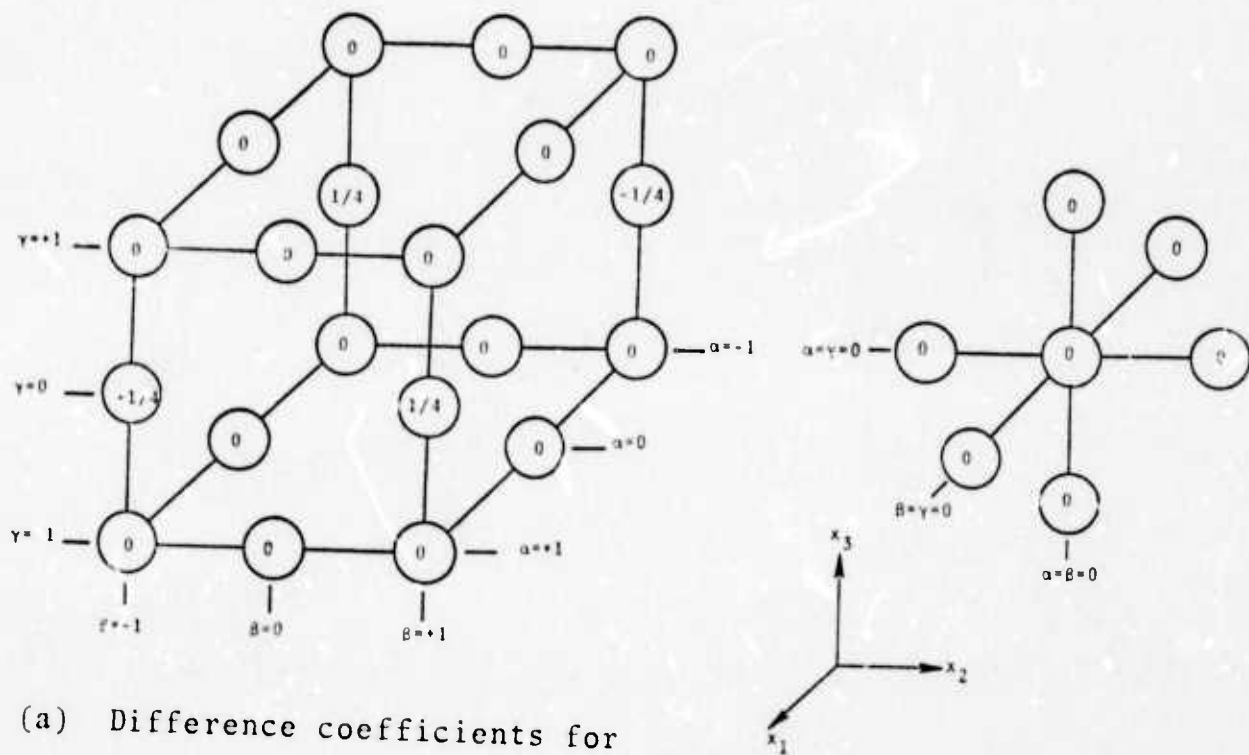 0 0 0
0 0
1/4 -1/4
0
0
γ=+1 0 0 0
0 0 0 α=-1
α=γ=0 0 0 0
γ=0 -1/4 1/4
0 0 α=0
0
β=γ=0
0
γ= 1 0 0 0 α=+1
α=β=0
β=0 β=+1
x3
x2
x1
(a) Difference coefficients for